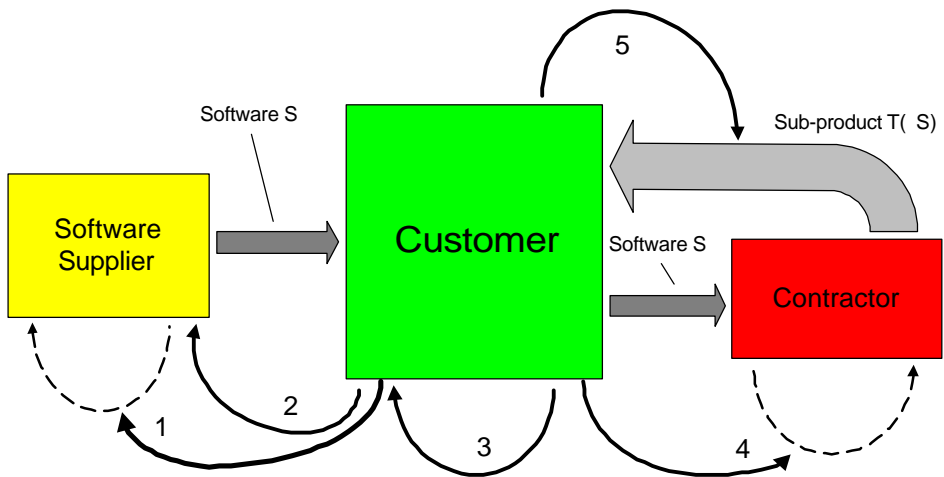 5
Software S
Sub-product T( S)
Software
Supplier
Customer
Software S
Contractor
1
2
3
4